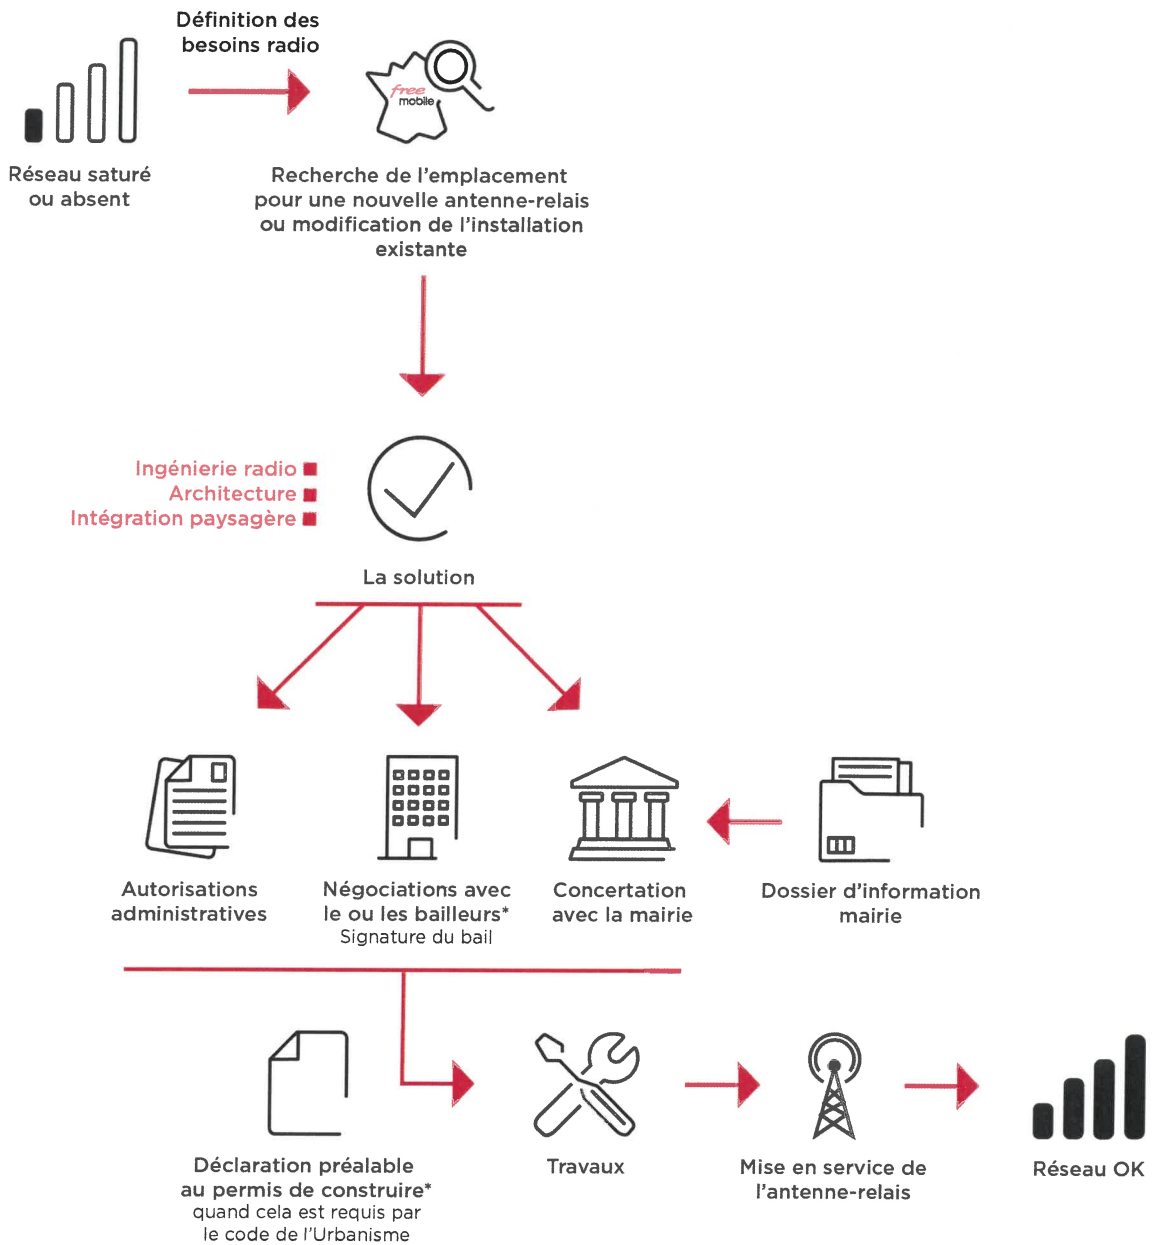 Définition des
besoins radio
free
mobile
Réseau saturé
ou absent
Recherche de l'emplacement
pour une nouvelle antenne-relais
ou modification de l'installation
existante
Ingénierie radio
Architecture
Intégration paysagère
La solution
Autorisations
administratives
Négociations avec
le ou les bailleurs*
Signature du bail
Concertation
avec la mairie
Dossier d'information
mairie
Déclaration préalable
au permis de construire*
quand cela est requis par
le code de l'Urbanisme
Travaux
Mise en service de
l'antenne-relais
Réseau OK